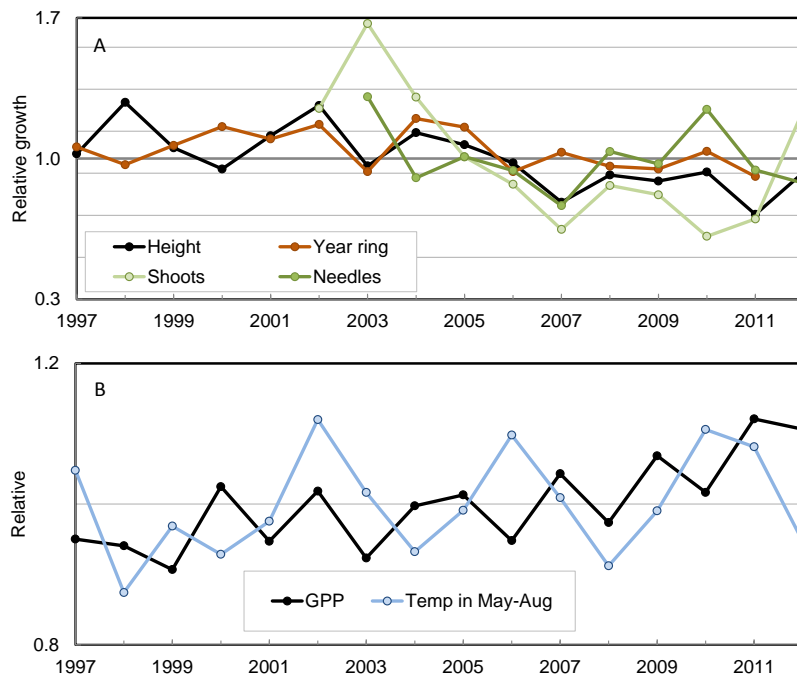 1.7
A
Relative growth
1.0
Height Year ring
Shoots Needles
0.3
1997 1999 2001 2003 2005 2007 2009 2011
1.2
B
Relative
GPP Temp in May-Aug
0.8
1997 1999 2001 2003 2005 2007 2009 2011